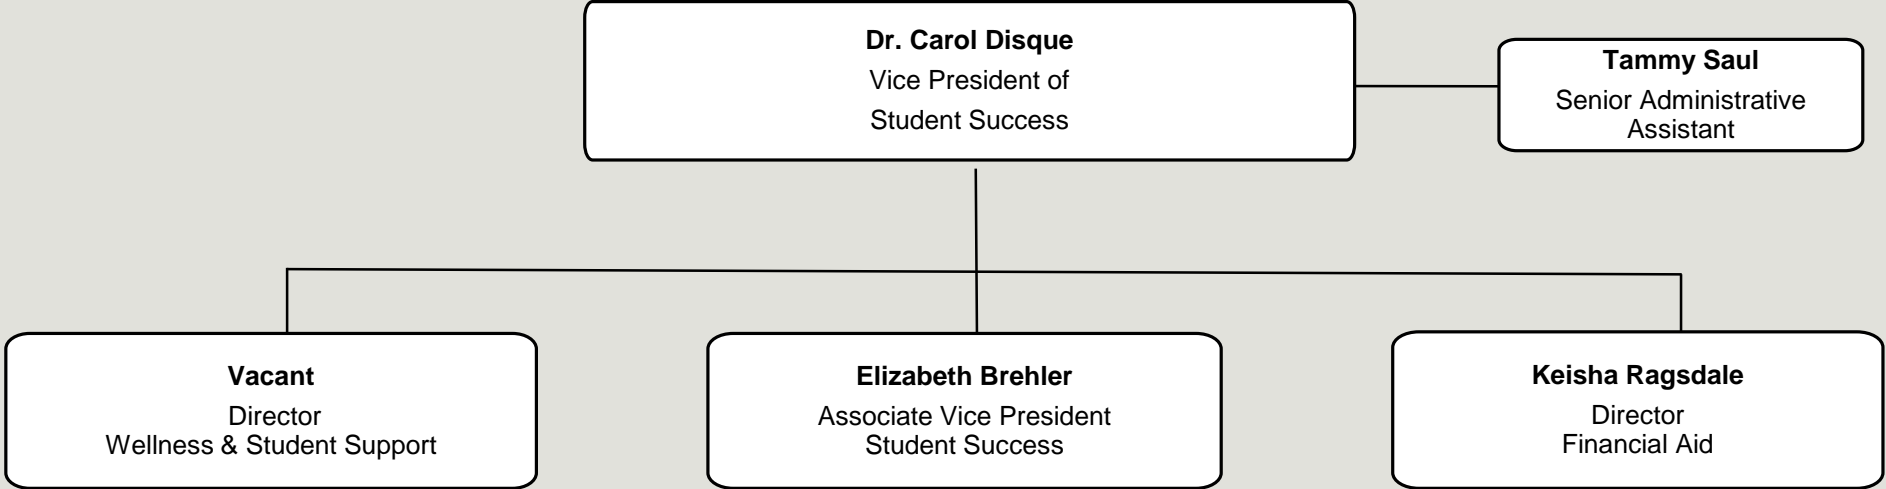 Dr. Carol Disque
Vice President of
Student Success
Tammy Saul
Senior Administrative
Assistant
Vacant
Director
Wellness & Student Support
Elizabeth Brehler
Associate Vice President
Student Success
Keisha Ragsdale
Director
Financial Aid